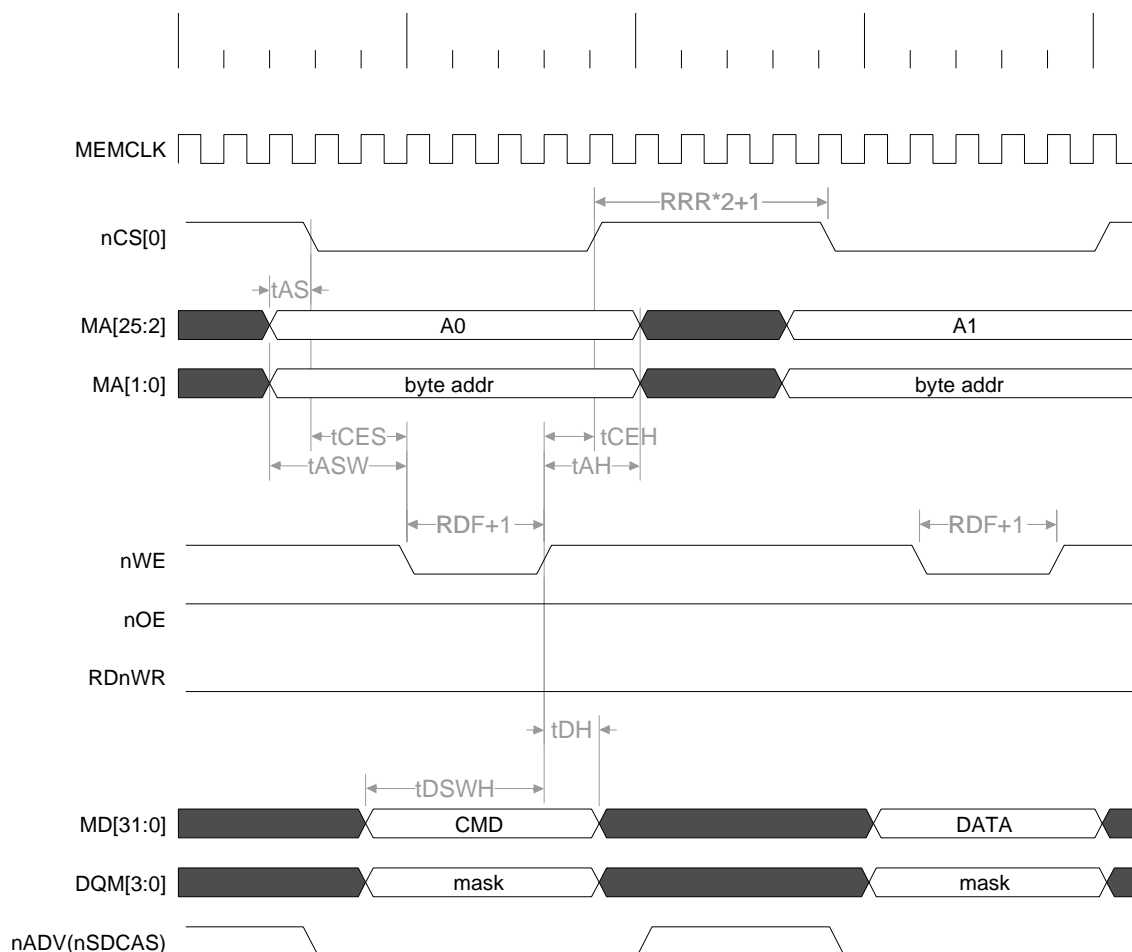 MEMCLK
nCS[0]
RRR*2+1
tAS
MA[25:2]
A0
A1
MA[1:0]
byte addr
byte addr
tCES
tCEH
tASW
tAH
RDF+1
RDF+1
nWE
nOE
RDnWR
tDH
tDSWH
MD[31:0]
CMD
DATA
DQM[3:0]
mask
mask
nADV(nSDCAS)